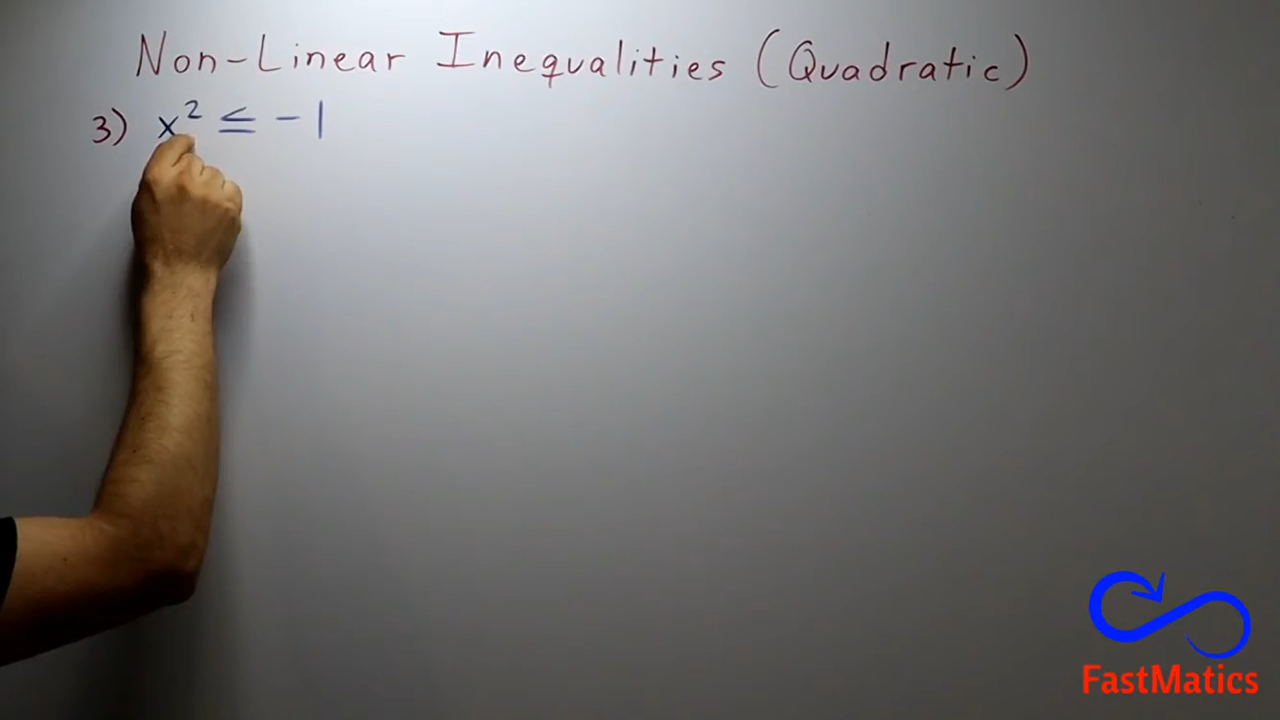 Non-Linear Inequalities (Quadratic)
3) x² ≤ -1
FastMatics